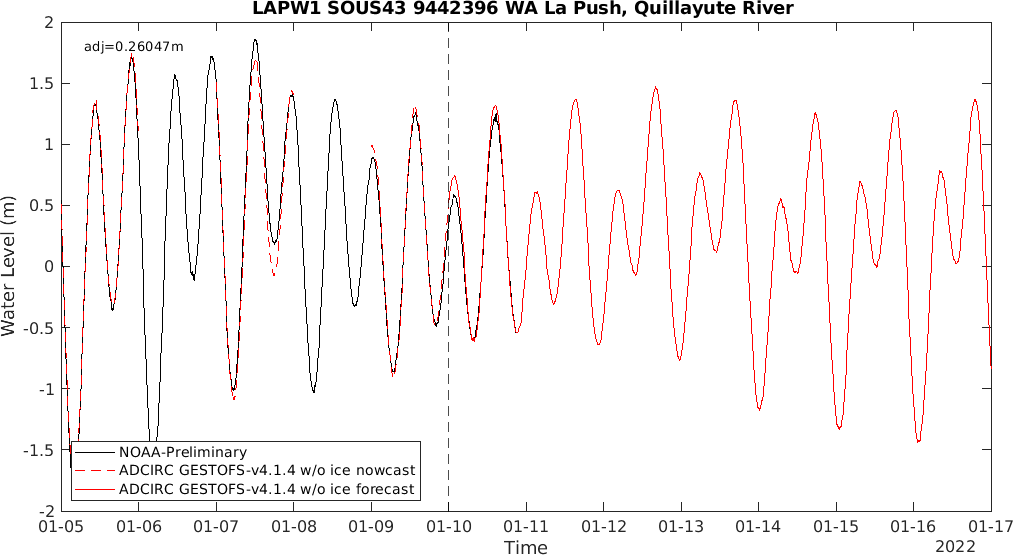 LAPW1 SOUS43 9442396 WA La Push, Quillayute River
adj=0.26047m
Water Level (m)
2
1.5
1
0.5
0
-0.5
-1
-1.5
-2
NOAA-Preliminary
ADCIRC GESTOFS-v4.1.4 w/o ice nowcast
ADCIRC GESTOFS-v4.1.4 w/o ice forecast
01-05 01-06 01-07 01-08 01-09 01-10 01-11 01-12 01-13 01-14 01-15 01-16 01-17
Time
2022